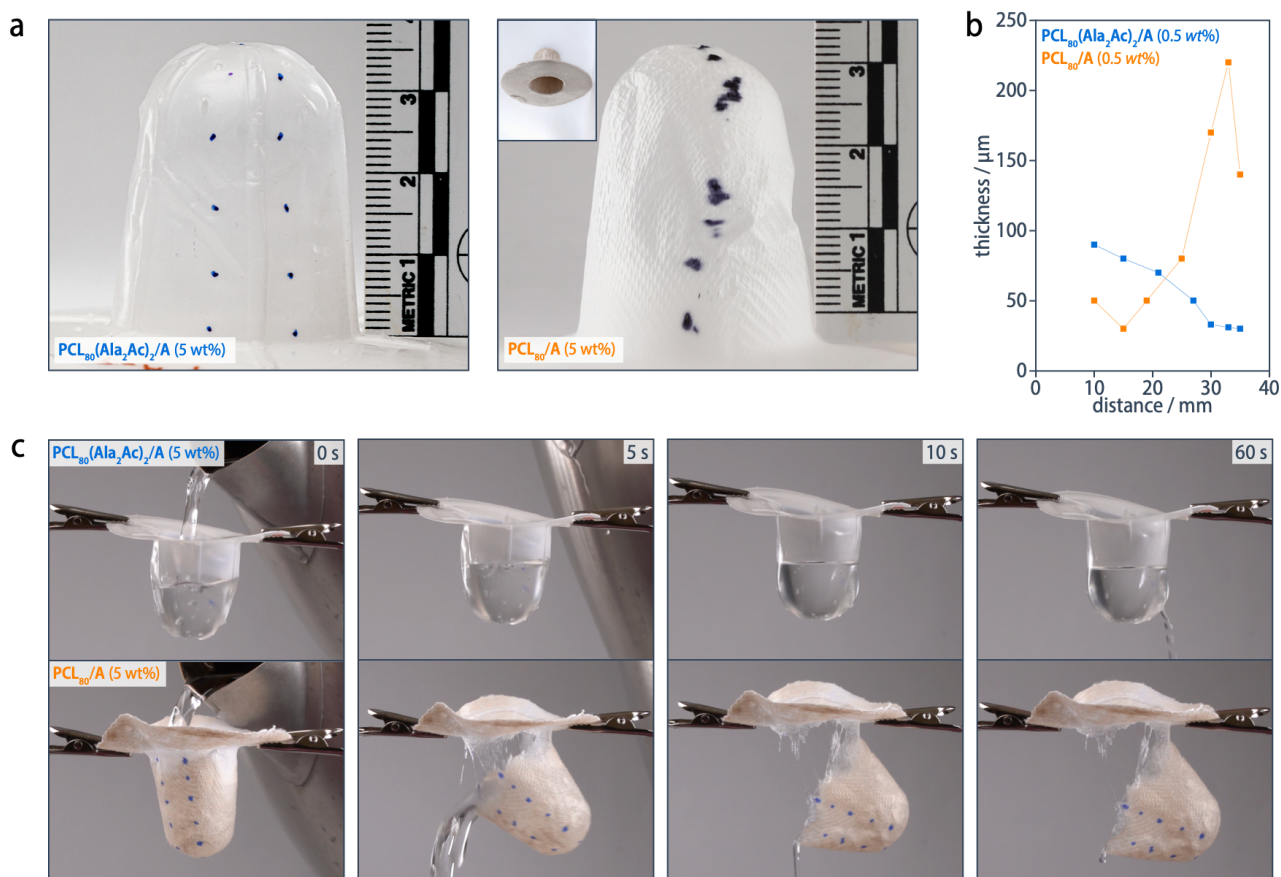 a
3
2
METRIC 1
PCL₈₀(Ala₂Ac)₂/A (5 wt%)
3
2
METRIC 1
PCL₈₀/A (5 wt%)
b
PCL₈₀(Ala₂Ac)₂/A (0.5 wt%)
PCL₈₀/A (0.5 wt%)
250
200
150
100
50
0
thickness / µm
0 10 20 30 40
distance / mm
c
PCL₈₀(Ala₂Ac)₂/A (5 wt%)
0 s
5 s
10 s
60 s
PCL₈₀/A (5 wt%)